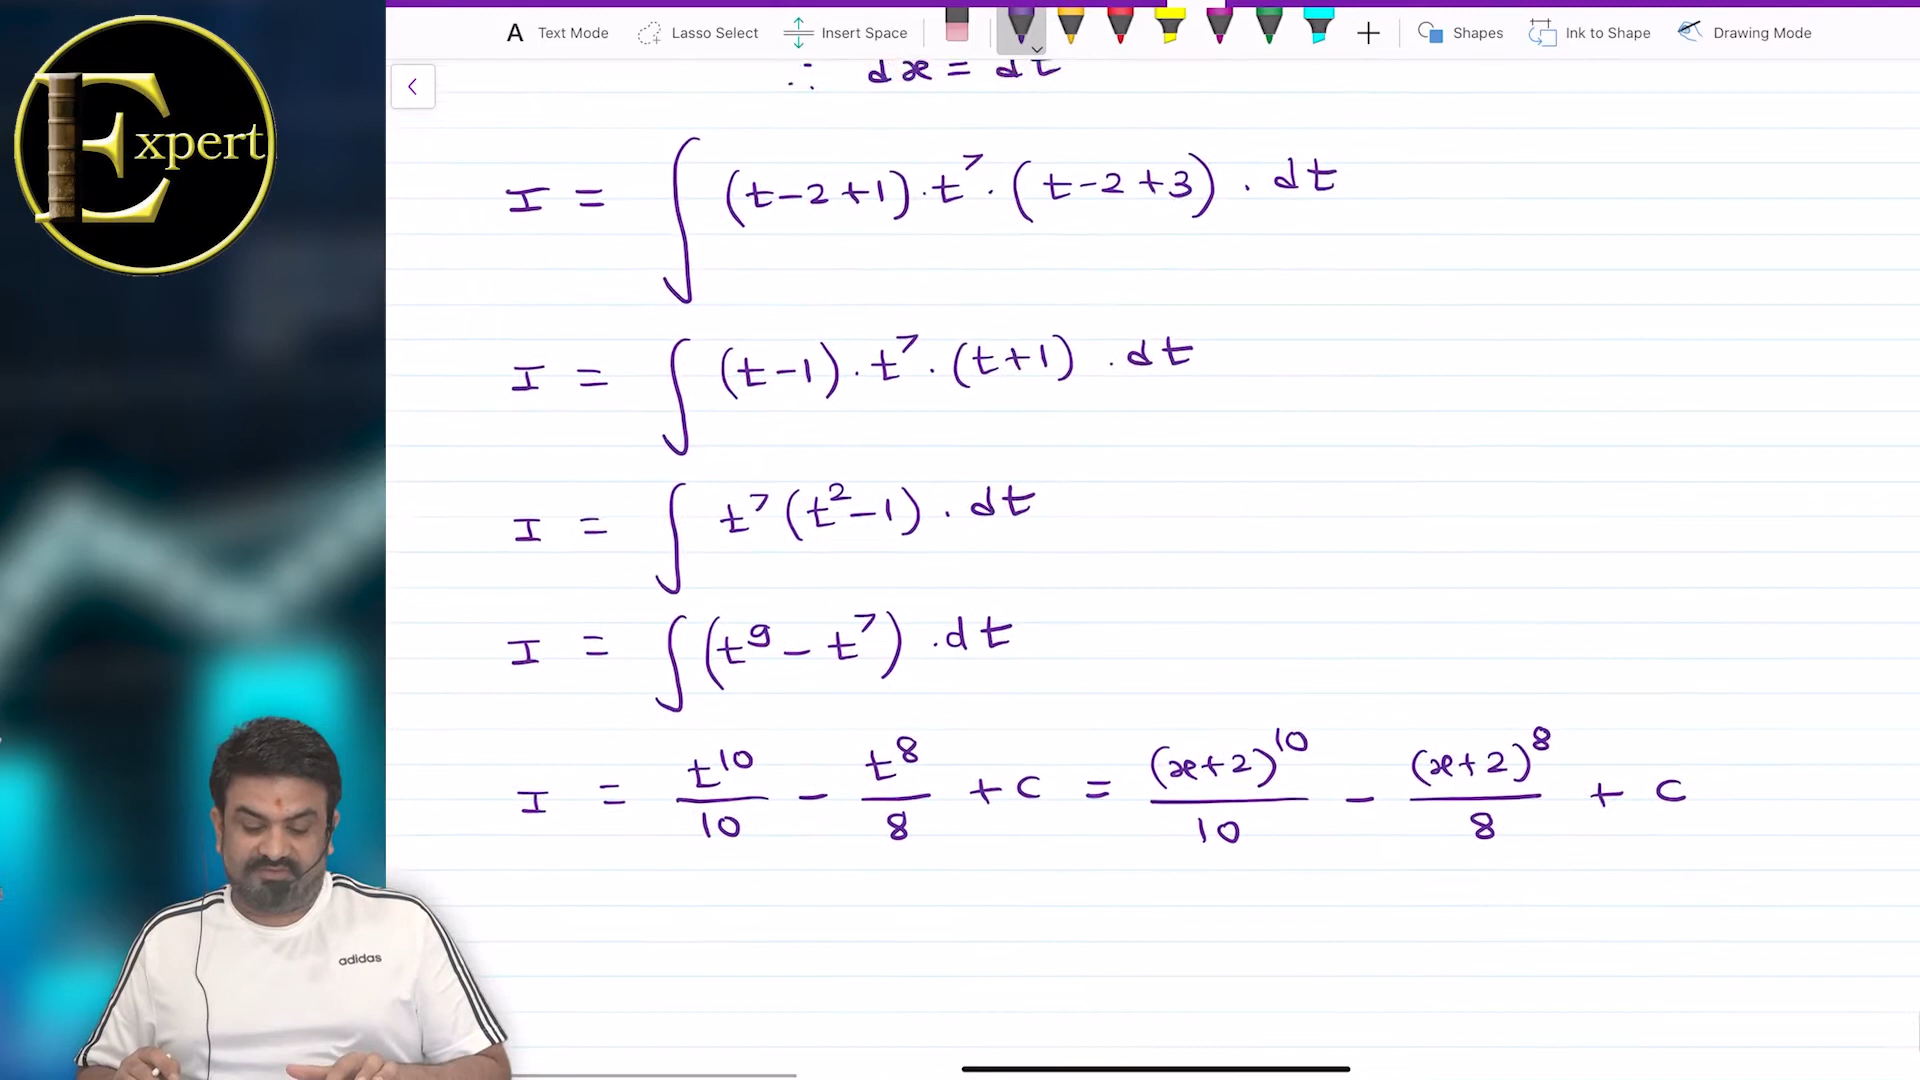 Expert
A Text Mode Lasso Select Insert Space Shapes Ink to Shape Drawing Mode
∴ dx = dt
I = ∫ (t-2+1) · t⁷ · (t-2+3) · dt
I = ∫ (t-1) · t⁷ · (t+1) · dt
I = ∫ t⁷ (t²-1) · dt
I = ∫ (t⁹ - t⁷) · dt
I = t¹⁰/10 - t⁸/8 + c = (x+2)¹⁰/10 - (x+2)⁸/8 + c
adidas